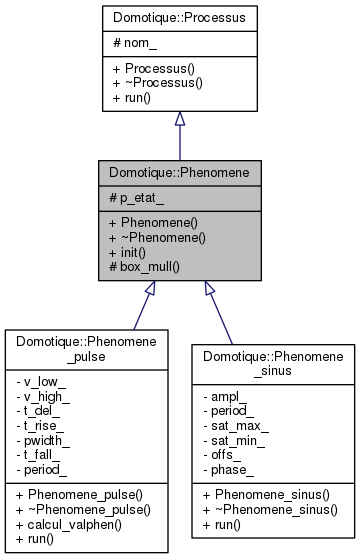 Domotique::Processus
# nom_
+ Processus()
+ ~Processus()
+ run()
Domotique::Phenomene
# p_etat_
+ Phenomene()
+ ~Phenomene()
+ init()
# box_mull()
Domotique::Phenomene
_pulse
- v_low_
- v_high_
- t_del_
- t_rise_
- pwidth_
- t_fall_
- period_
+ Phenomene_pulse()
+ ~Phenomene_pulse()
+ calcul_valphen()
+ run()
Domotique::Phenomene
_sinus
- ampl_
- period_
- sat_max_
- sat_min_
- offs_
- phase_
+ Phenomene_sinus()
+ ~Phenomene_sinus()
+ run()